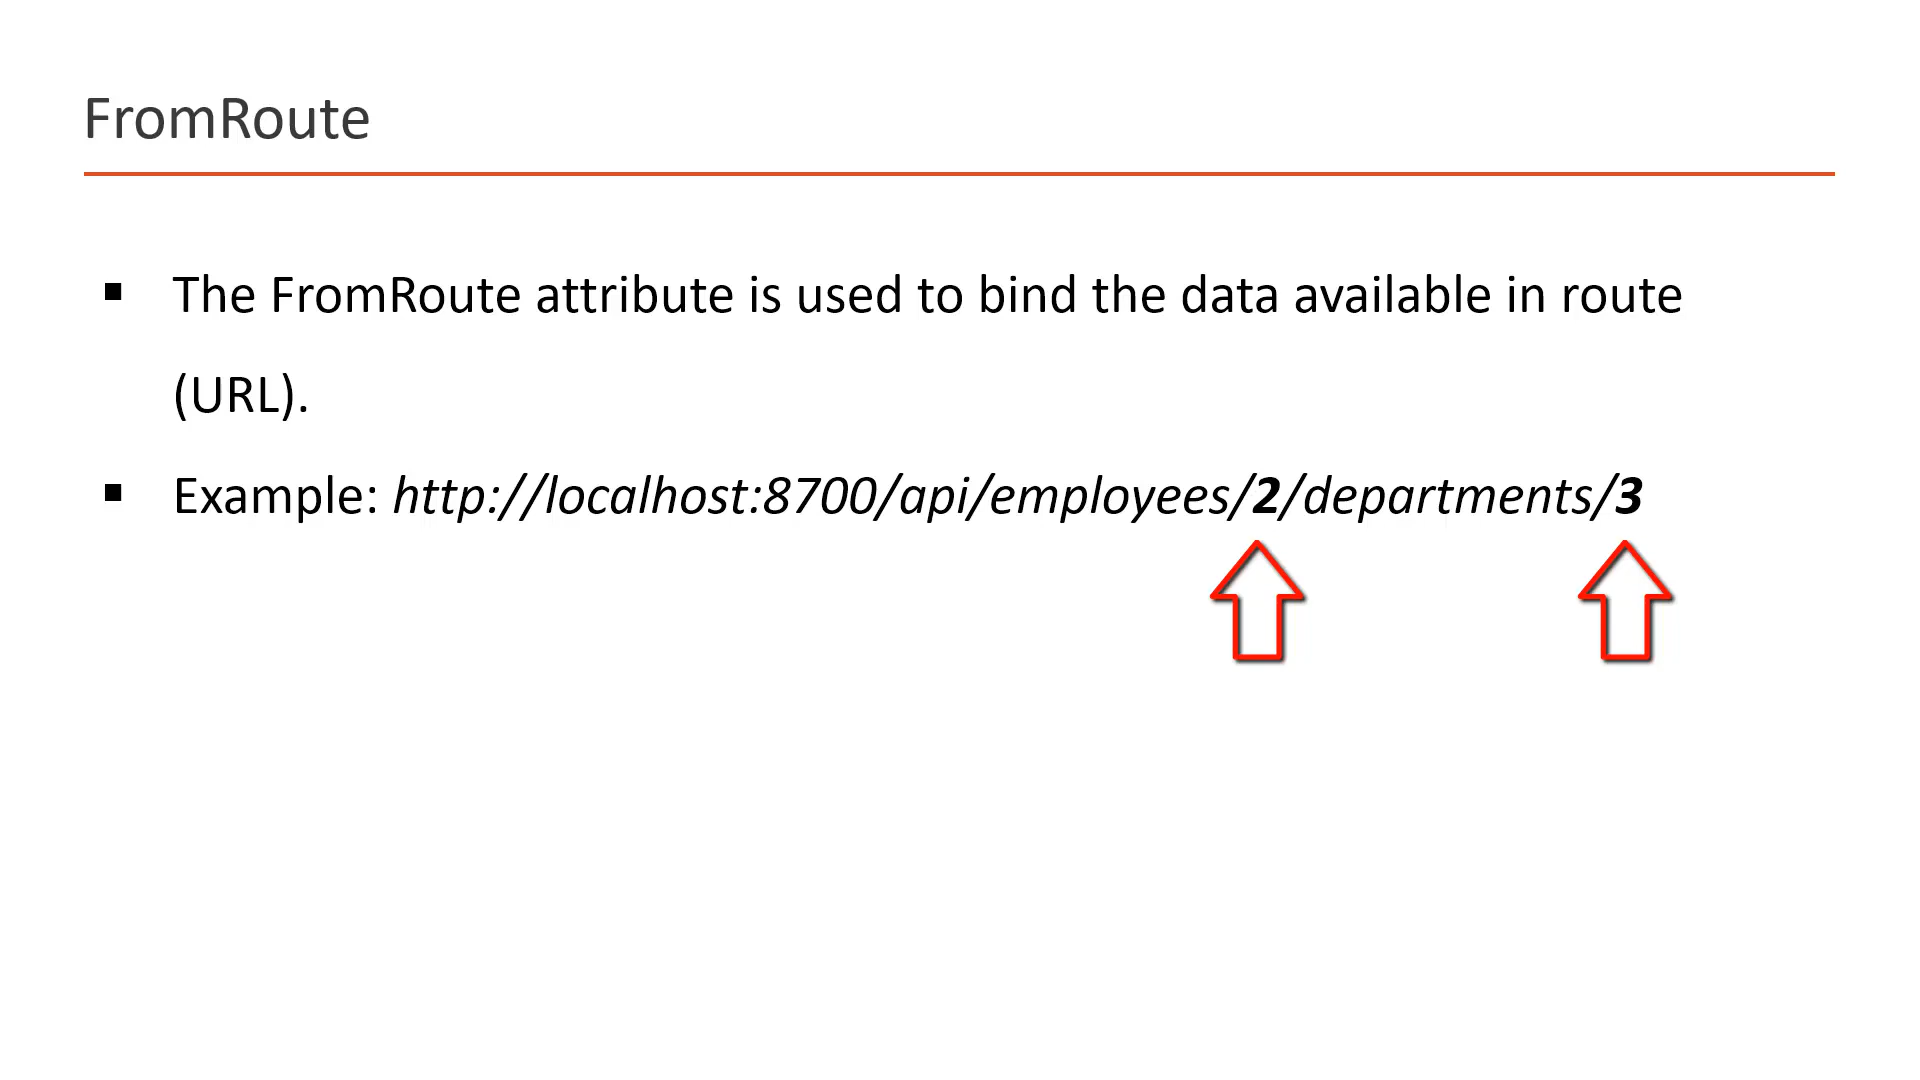 FromRoute
▪ The FromRoute attribute is used to bind the data available in route
(URL).
▪ Example: http://localhost:8700/api/employees/2/departments/3